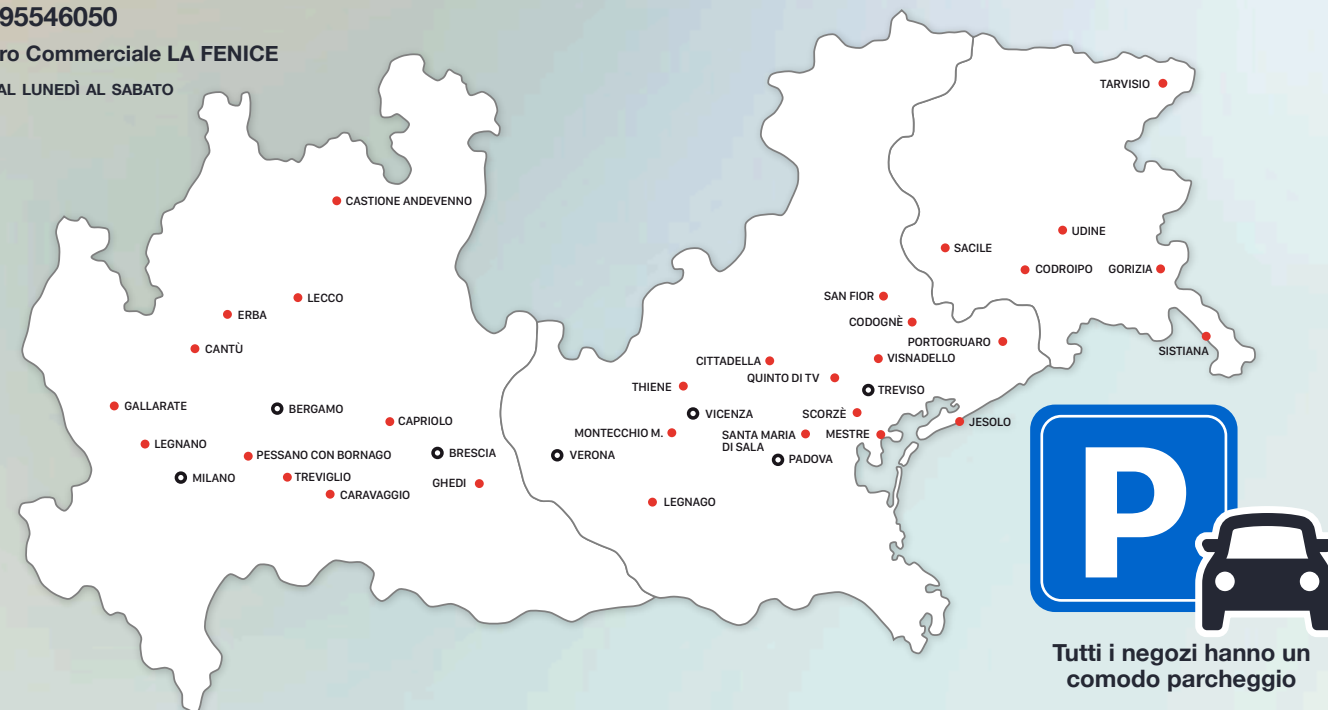 95546050
ro Commerciale LA FENICE
AL LUNEDÌ AL SABATO
TARVISIO
CASTIONE ANDEVENNO
UDINE
SACILE
CODROIPO
GORIZIA
LECCO
SAN FIOR
ERBA
CODOGNÈ
PORTOGRUARO
CANTÙ
SISTIANA
CITTADELLA
VISNADELLO
QUINTO DI TV
THIENE
TREVISO
GALLARATE
BERGAMO
VICENZA
SCORZÈ
CAPRIOLO
JESOLO
MONTECCHIO M.
SANTA MARIA
DI SALA
MESTRE
LEGNANO
PESSANO CON BORNAGO
BRESCIA
VERONA
PADOVA
MILANO
TREVIGLIO
GHEDI
CARAVAGGIO
LEGNAGO
P
Tutti i negozi hanno un
comodo parcheggio